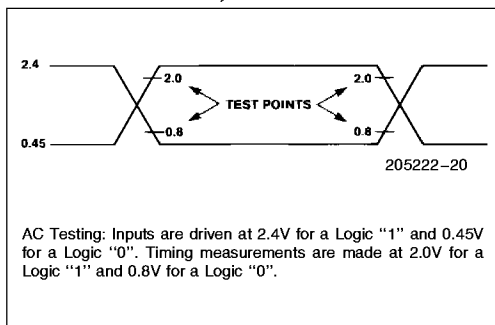 2.4
2.0
2.0
TEST POINTS
0.8
0.8
0.45
205222–20
AC Testing: Inputs are driven at 2.4V for a Logic ‘‘1’’ and 0.45V
for a Logic ‘‘0’’. Timing measurements are made at 2.0V for a
Logic ‘‘1’’ and 0.8V for a Logic ‘‘0’’.